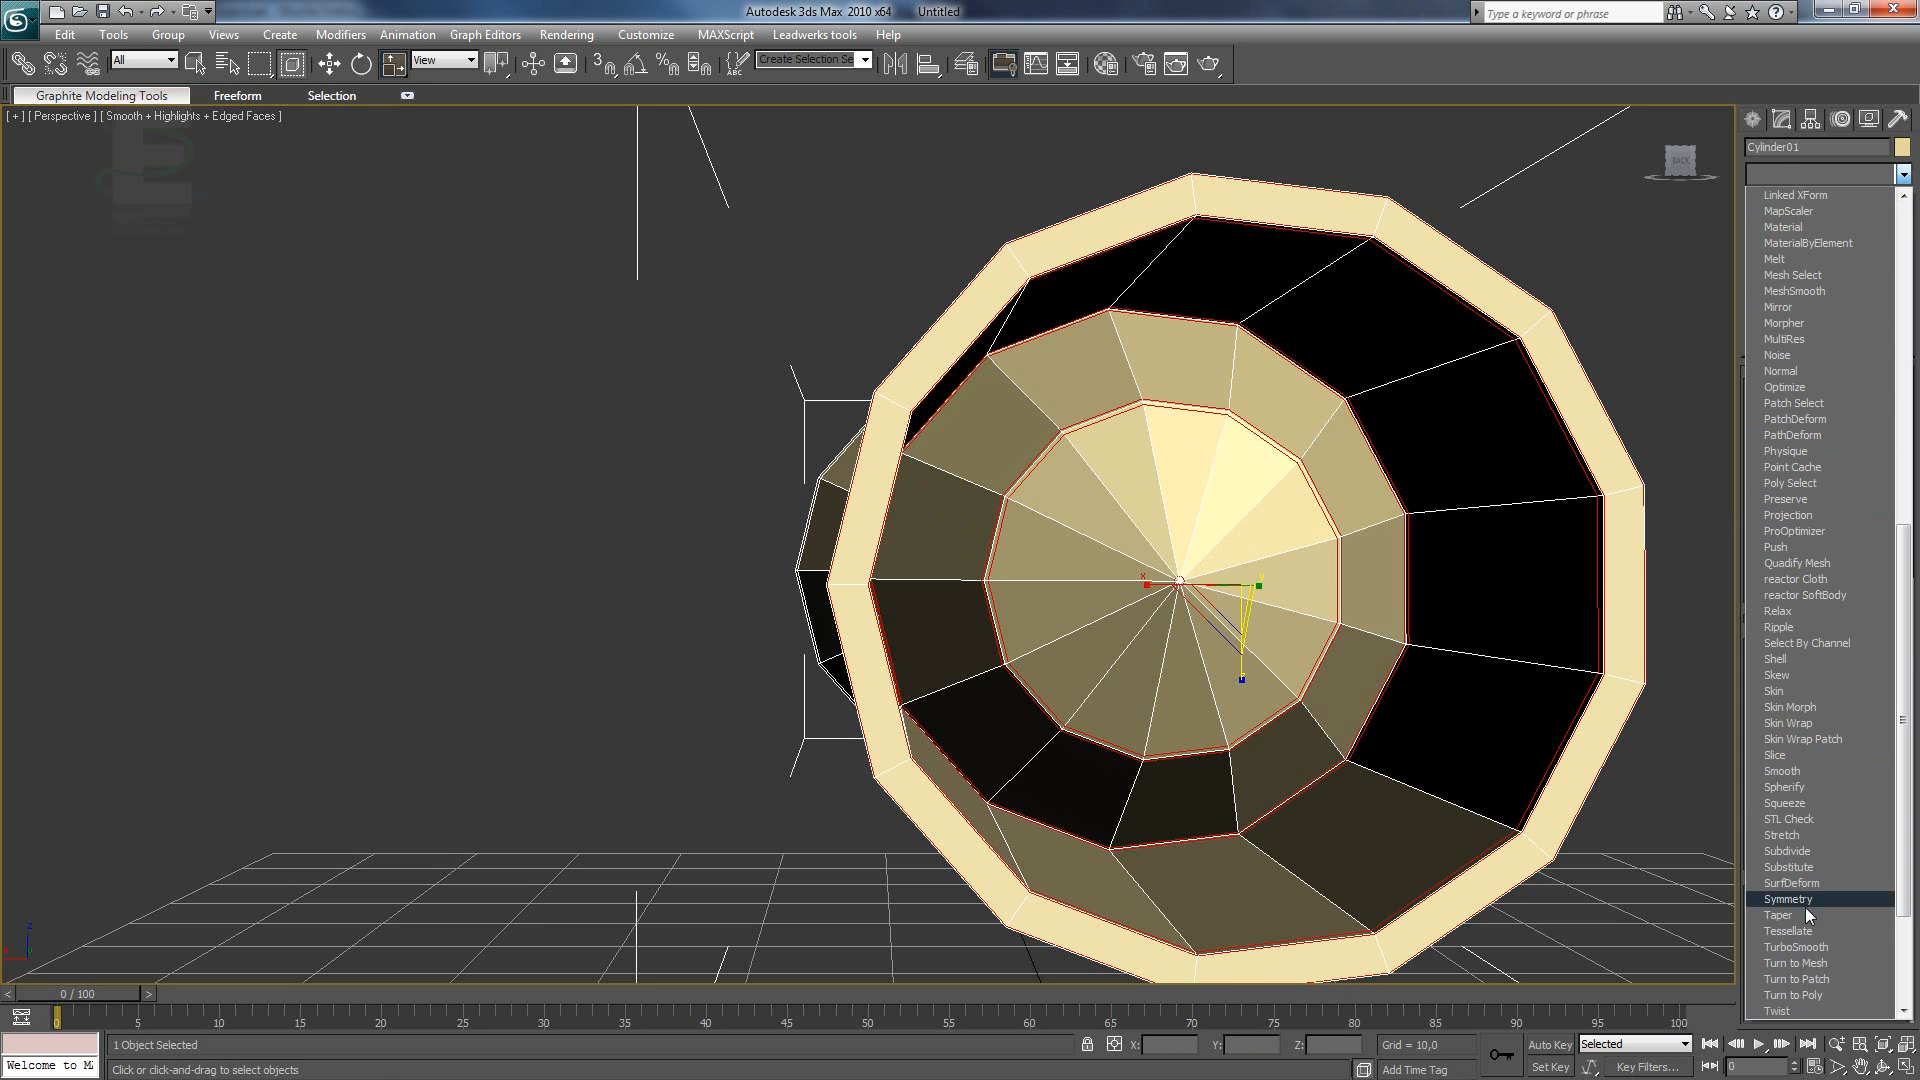 Autodesk 3ds Max 2010 x64 Untitled
Type a keyword or phrase
Edit Tools Group Views Create Modifiers Animation Graph Editors Rendering Customize MAXScript Leadwerks tools Help
All View Create Selection Se
Graphite Modeling Tools Freeform Selection
[ + ] [ Perspective ] [ Smooth + Highlights + Edged Faces ]
BACK
Cylinder01
Linked XForm
MapScaler
Material
MaterialByElement
Melt
Mesh Select
MeshSmooth
Mirror
Morpher
MultiRes
Noise
Normal
Optimize
Patch Select
PatchDeform
PathDeform
Physique
Point Cache
Poly Select
Preserve
Projection
ProOptimizer
Push
Quadify Mesh
reactor Cloth
reactor SoftBody
Relax
Ripple
Select By Channel
Shell
Skew
Skin
Skin Morph
Skin Wrap
Skin Wrap Patch
Slice
Smooth
Spherify
Squeeze
STL Check
Stretch
Subdivide
Substitute
SurfDeform
Symmetry
Taper
Tessellate
TurboSmooth
Turn to Mesh
Turn to Patch
Turn to Poly
Twist
< 0 / 100 >
0 5 10 15 20 25 30 35 40 45 50 55 60 65 70 75 80 85 90 95 100
1 Object Selected X: Y: Z: Grid = 10,0 Auto Key Selected
Welcome to M Click or click-and-drag to select objects Add Time Tag Set Key Key Filters... 0